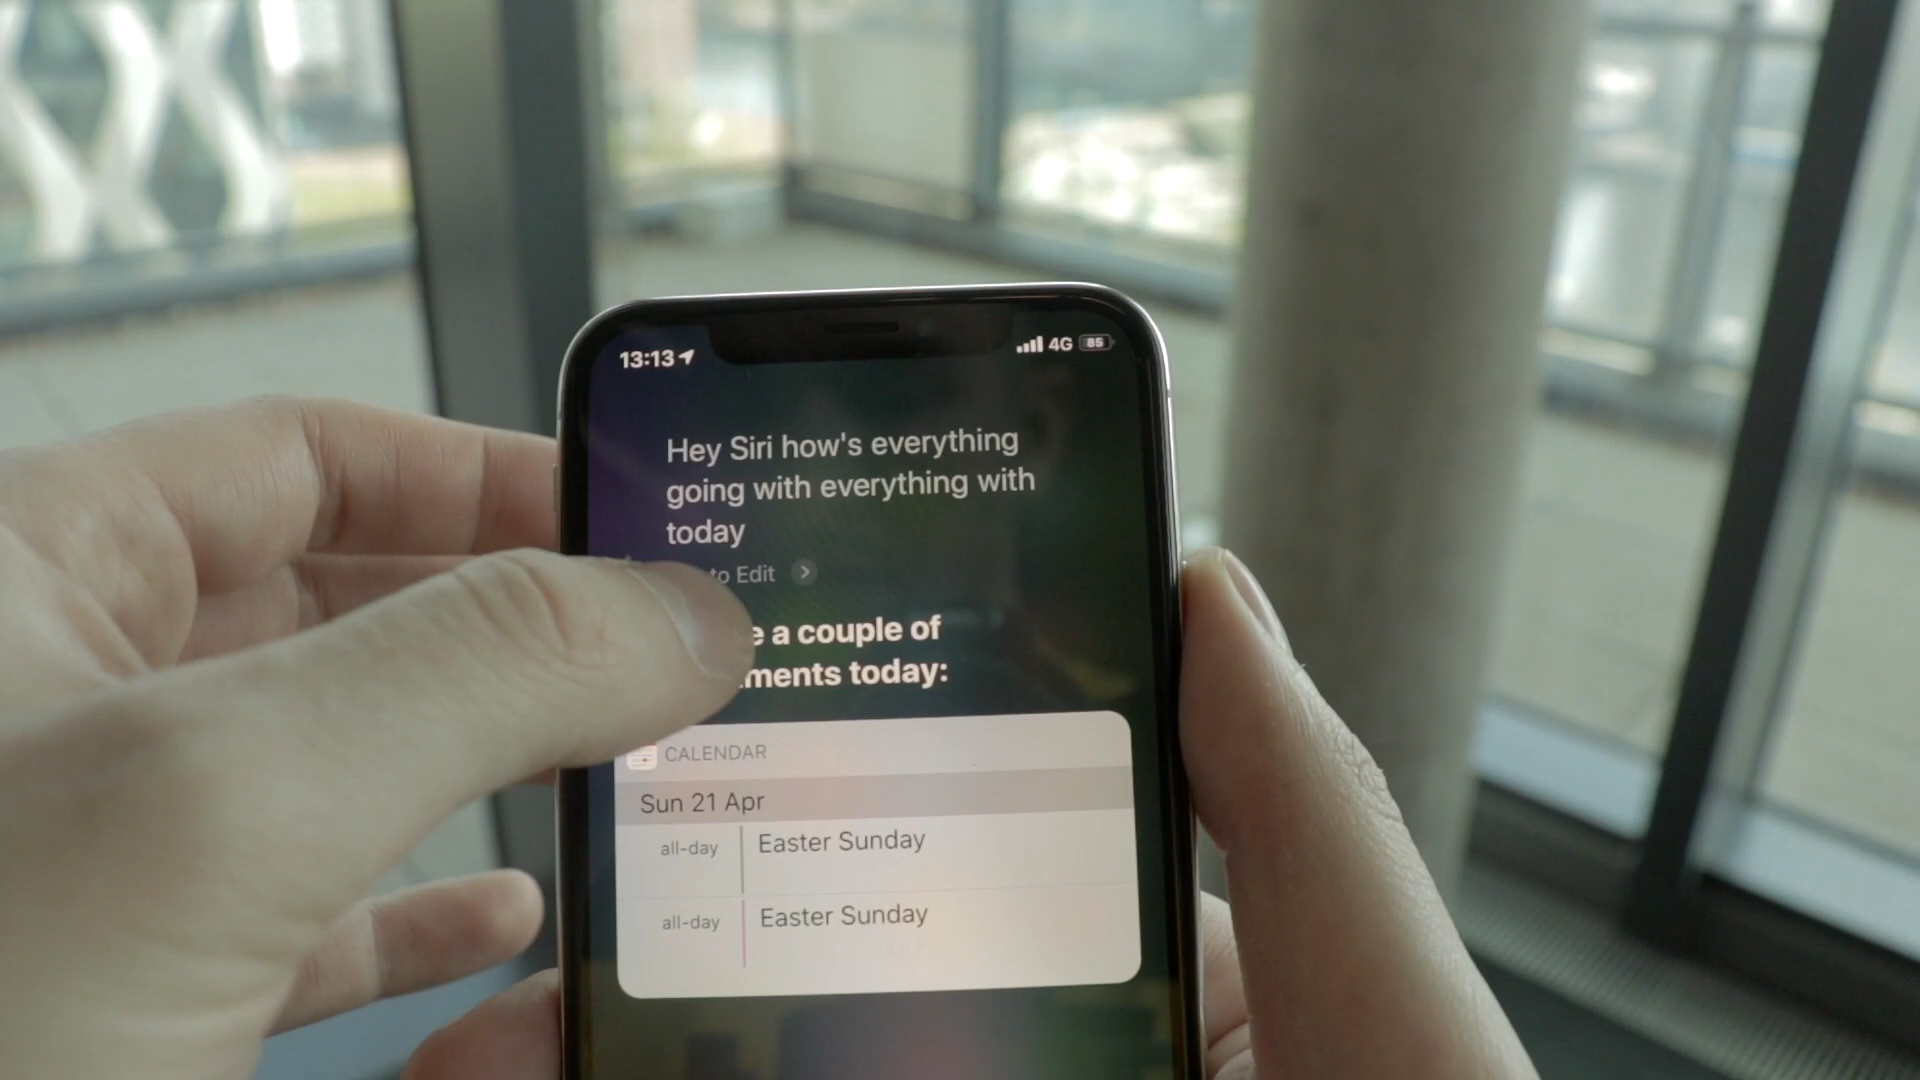 13:13
4G 85
Hey Siri how's everything
going with everything with
today
to Edit
a couple of
today:
CALENDAR
Sun 21 Apr
all-day Easter Sunday
all-day Easter Sunday